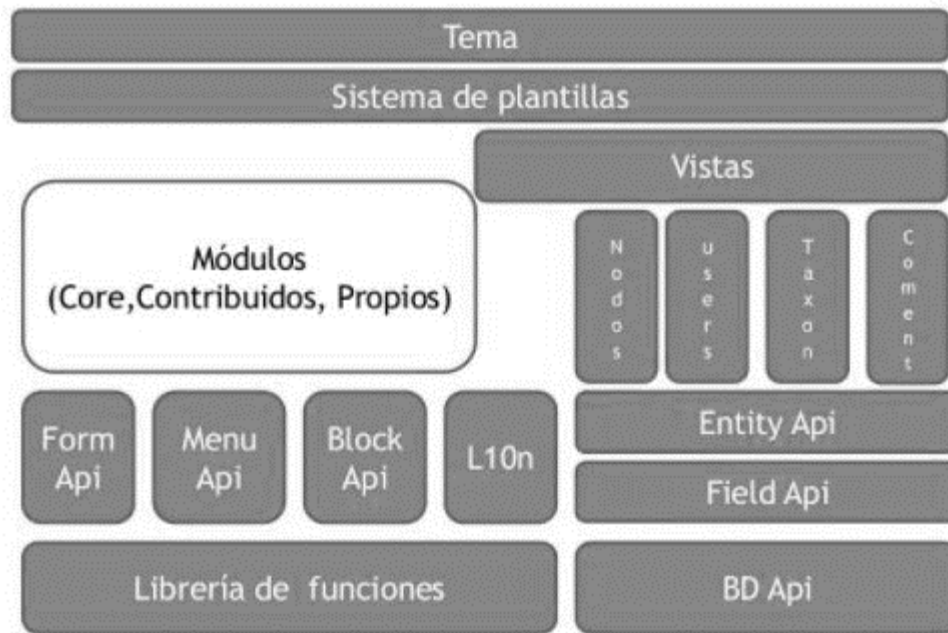 Tema
Sistema de plantillas
Vistas
Módulos
(Core,Contribuidos, Propios)
Nodos
users
Taxon
Coment
Form
Api
Menu
Api
Block
Api
L10n
Entity Api
Field Api
Librería de funciones
BD Api